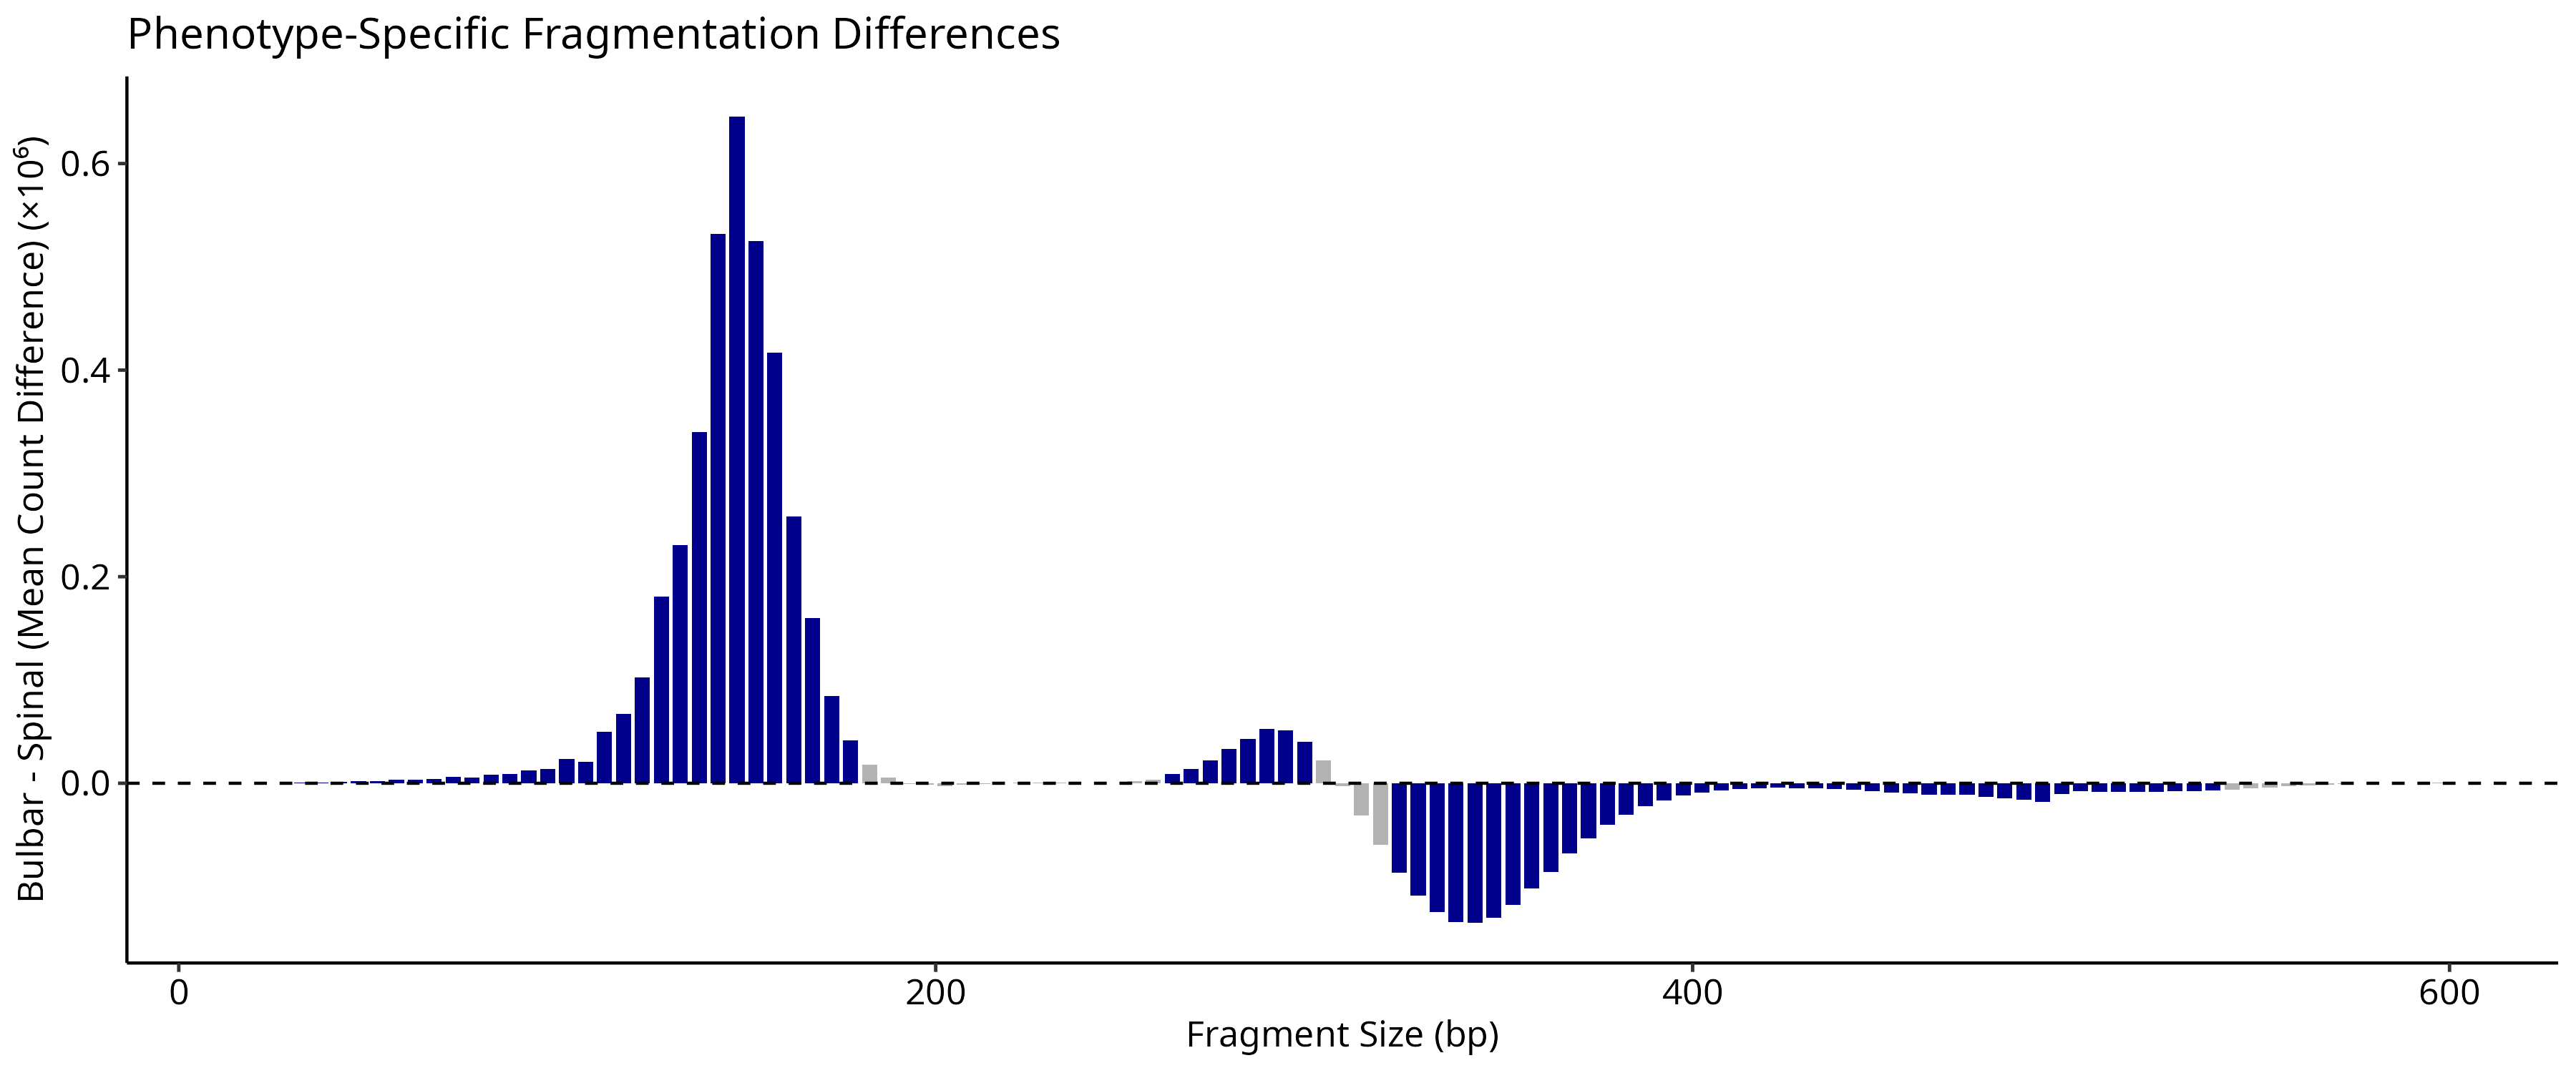 Phenotype-Specific Fragmentation Differences
Bulbar - Spinal (Mean Count Difference) (×10⁶)
0.6
0.4
0.2
0.0
0
200
400
600
Fragment Size (bp)